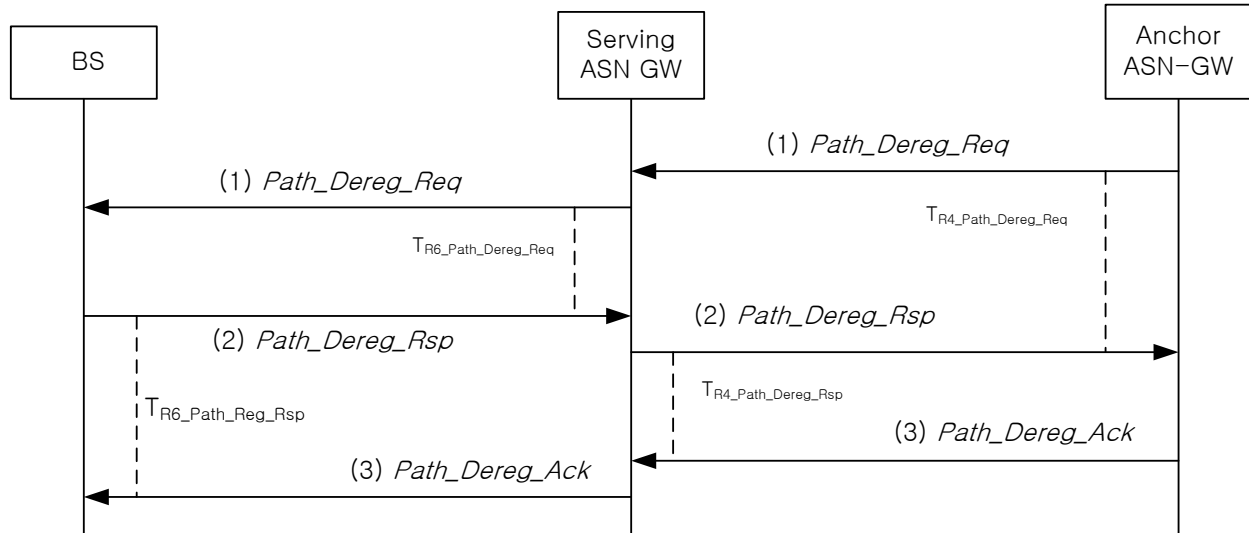 BS
Serving
ASN GW
Anchor
ASN-GW
(1) Path_Dereg_Req
(1) Path_Dereg_Req
TR4_Path_Dereg_Req
TR6_Path_Dereg_Req
(2) Path_Dereg_Rsp
(2) Path_Dereg_Rsp
TR4_Path_Dereg_Rsp
TR6_Path_Reg_Rsp
(3) Path_Dereg_Ack
(3) Path_Dereg_Ack